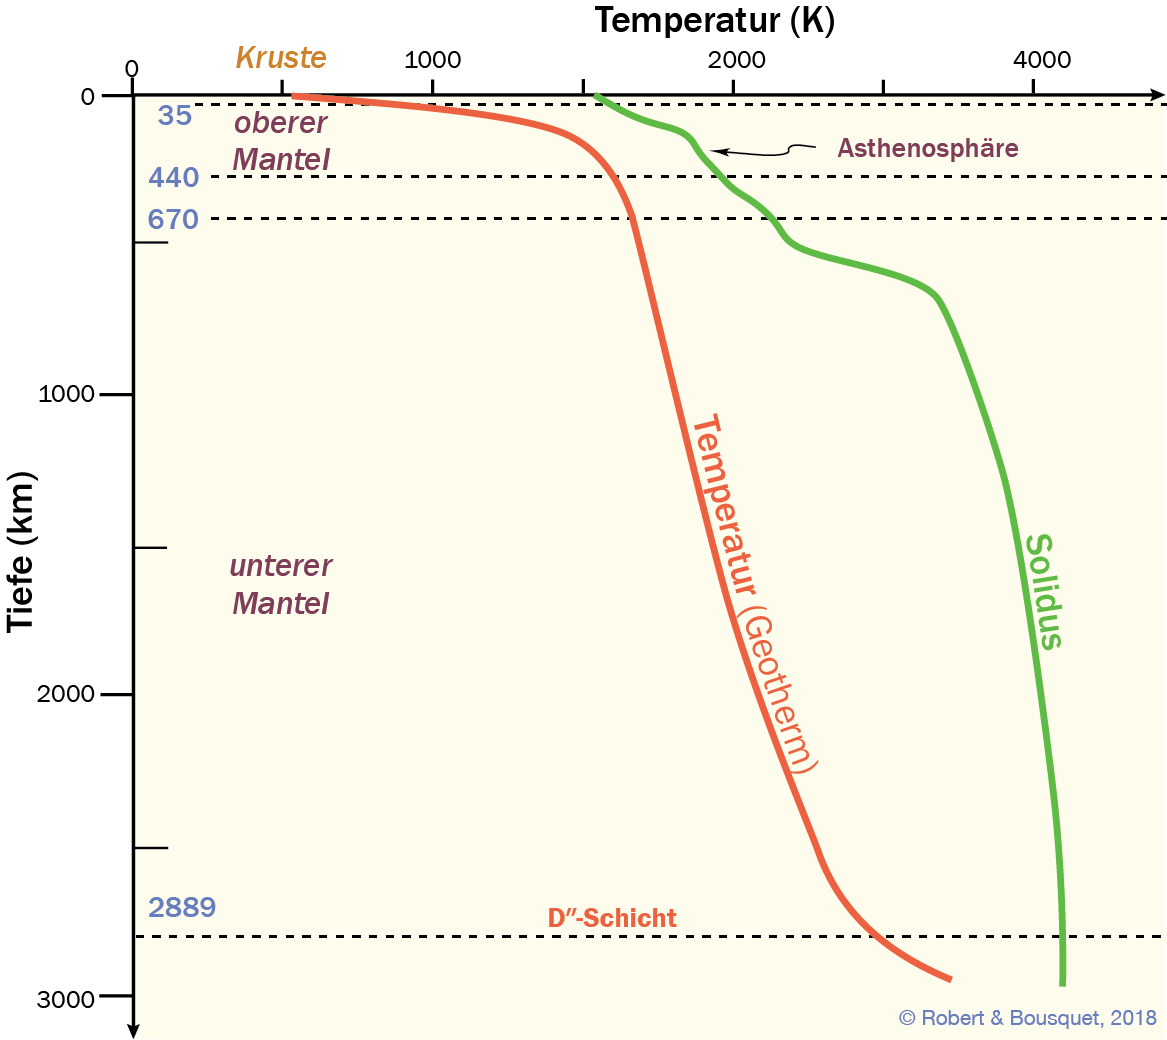 Temperatur (K)
0
Kruste
1000
2000
4000
0
35
oberer
Mantel
Asthenosphäre
440
670
1000
Temperatur (Geotherm)
Tiefe (km)
Solidus
unterer
Mantel
2000
2889
D″-Schicht
3000
© Robert & Bousquet, 2018